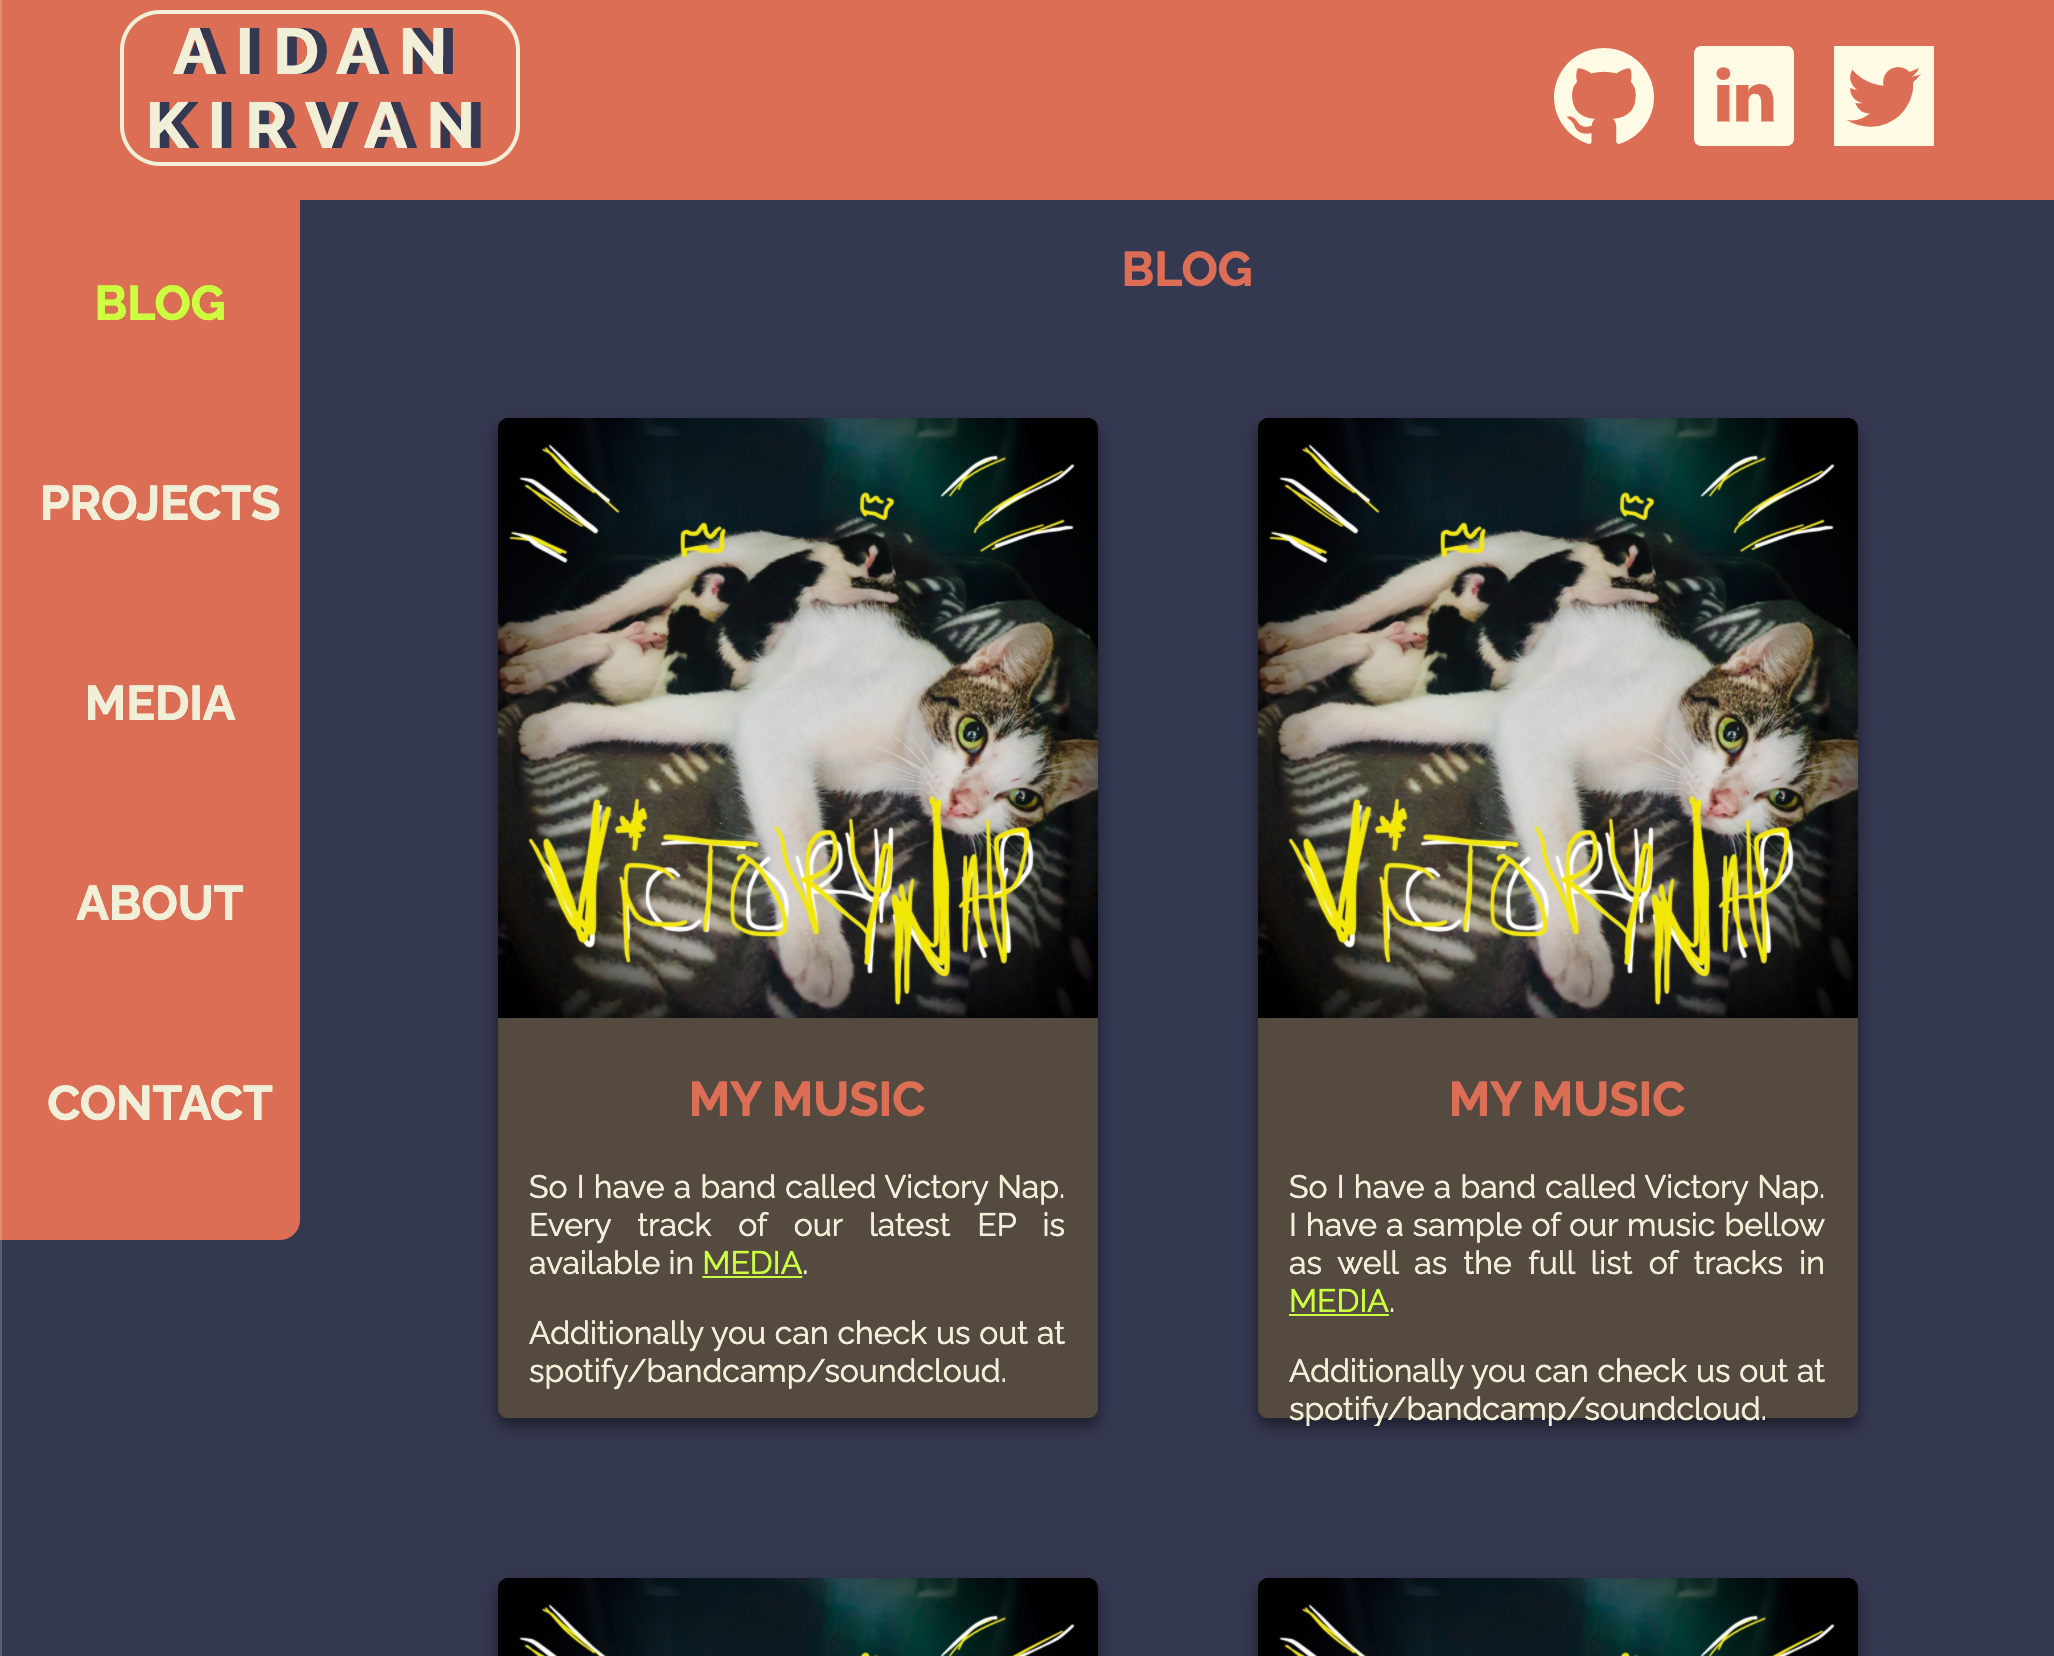 AIDAN
KIRVAN
in
BLOG
PROJECTS
MEDIA
ABOUT
CONTACT
BLOG
VicTORY NAP
MY MUSIC
So I have a band called Victory Nap.
Every track of our latest EP is
available in MEDIA.
Additionally you can check us out at
spotify/bandcamp/soundcloud.
VicTORY NAP
MY MUSIC
So I have a band called Victory Nap.
I have a sample of our music bellow
as well as the full list of tracks in
MEDIA.
Additionally you can check us out at
spotify/bandcamp/soundcloud.